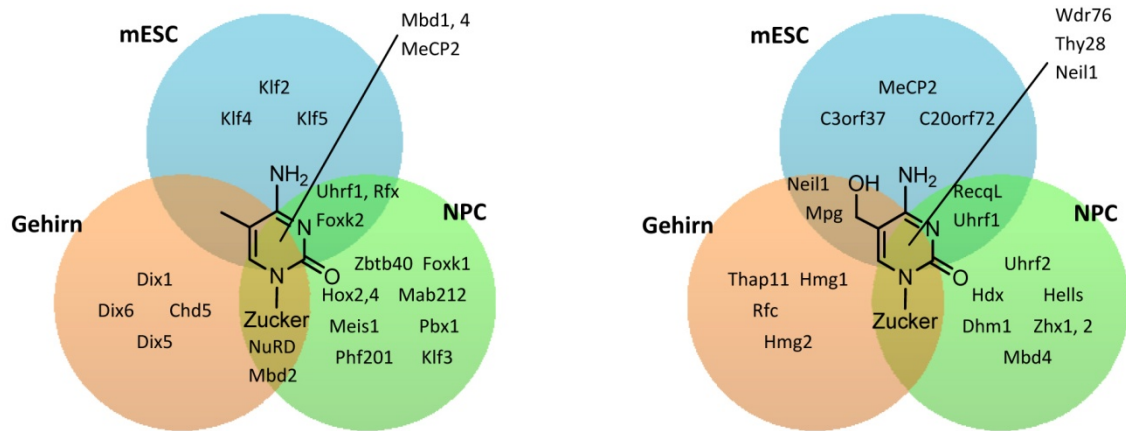 mESC
Mbd1, 4
MeCP2
Klf2
Klf4 Klf5
NH2
Uhrf1, Rfx
Foxk2
N
N
O
Zucker
Gehirn
NPC
Dix1
Dix6 Chd5
Dix5
Zbtb40 Foxk1
Hox2,4 Mab212
Meis1 Pbx1
Phf201 Klf3
NuRD
Mbd2
mESC
Wdr76
Thy28
Neil1
MeCP2
C3orf37 C20orf72
Neil1
Mpg
OH
NH2
RecqL
Uhrf1
N
N
O
Zucker
Gehirn
NPC
Thap11 Hmg1
Rfc
Hmg2
Uhrf2
Hdx Hells
Dhm1 Zhx1, 2
Mbd4